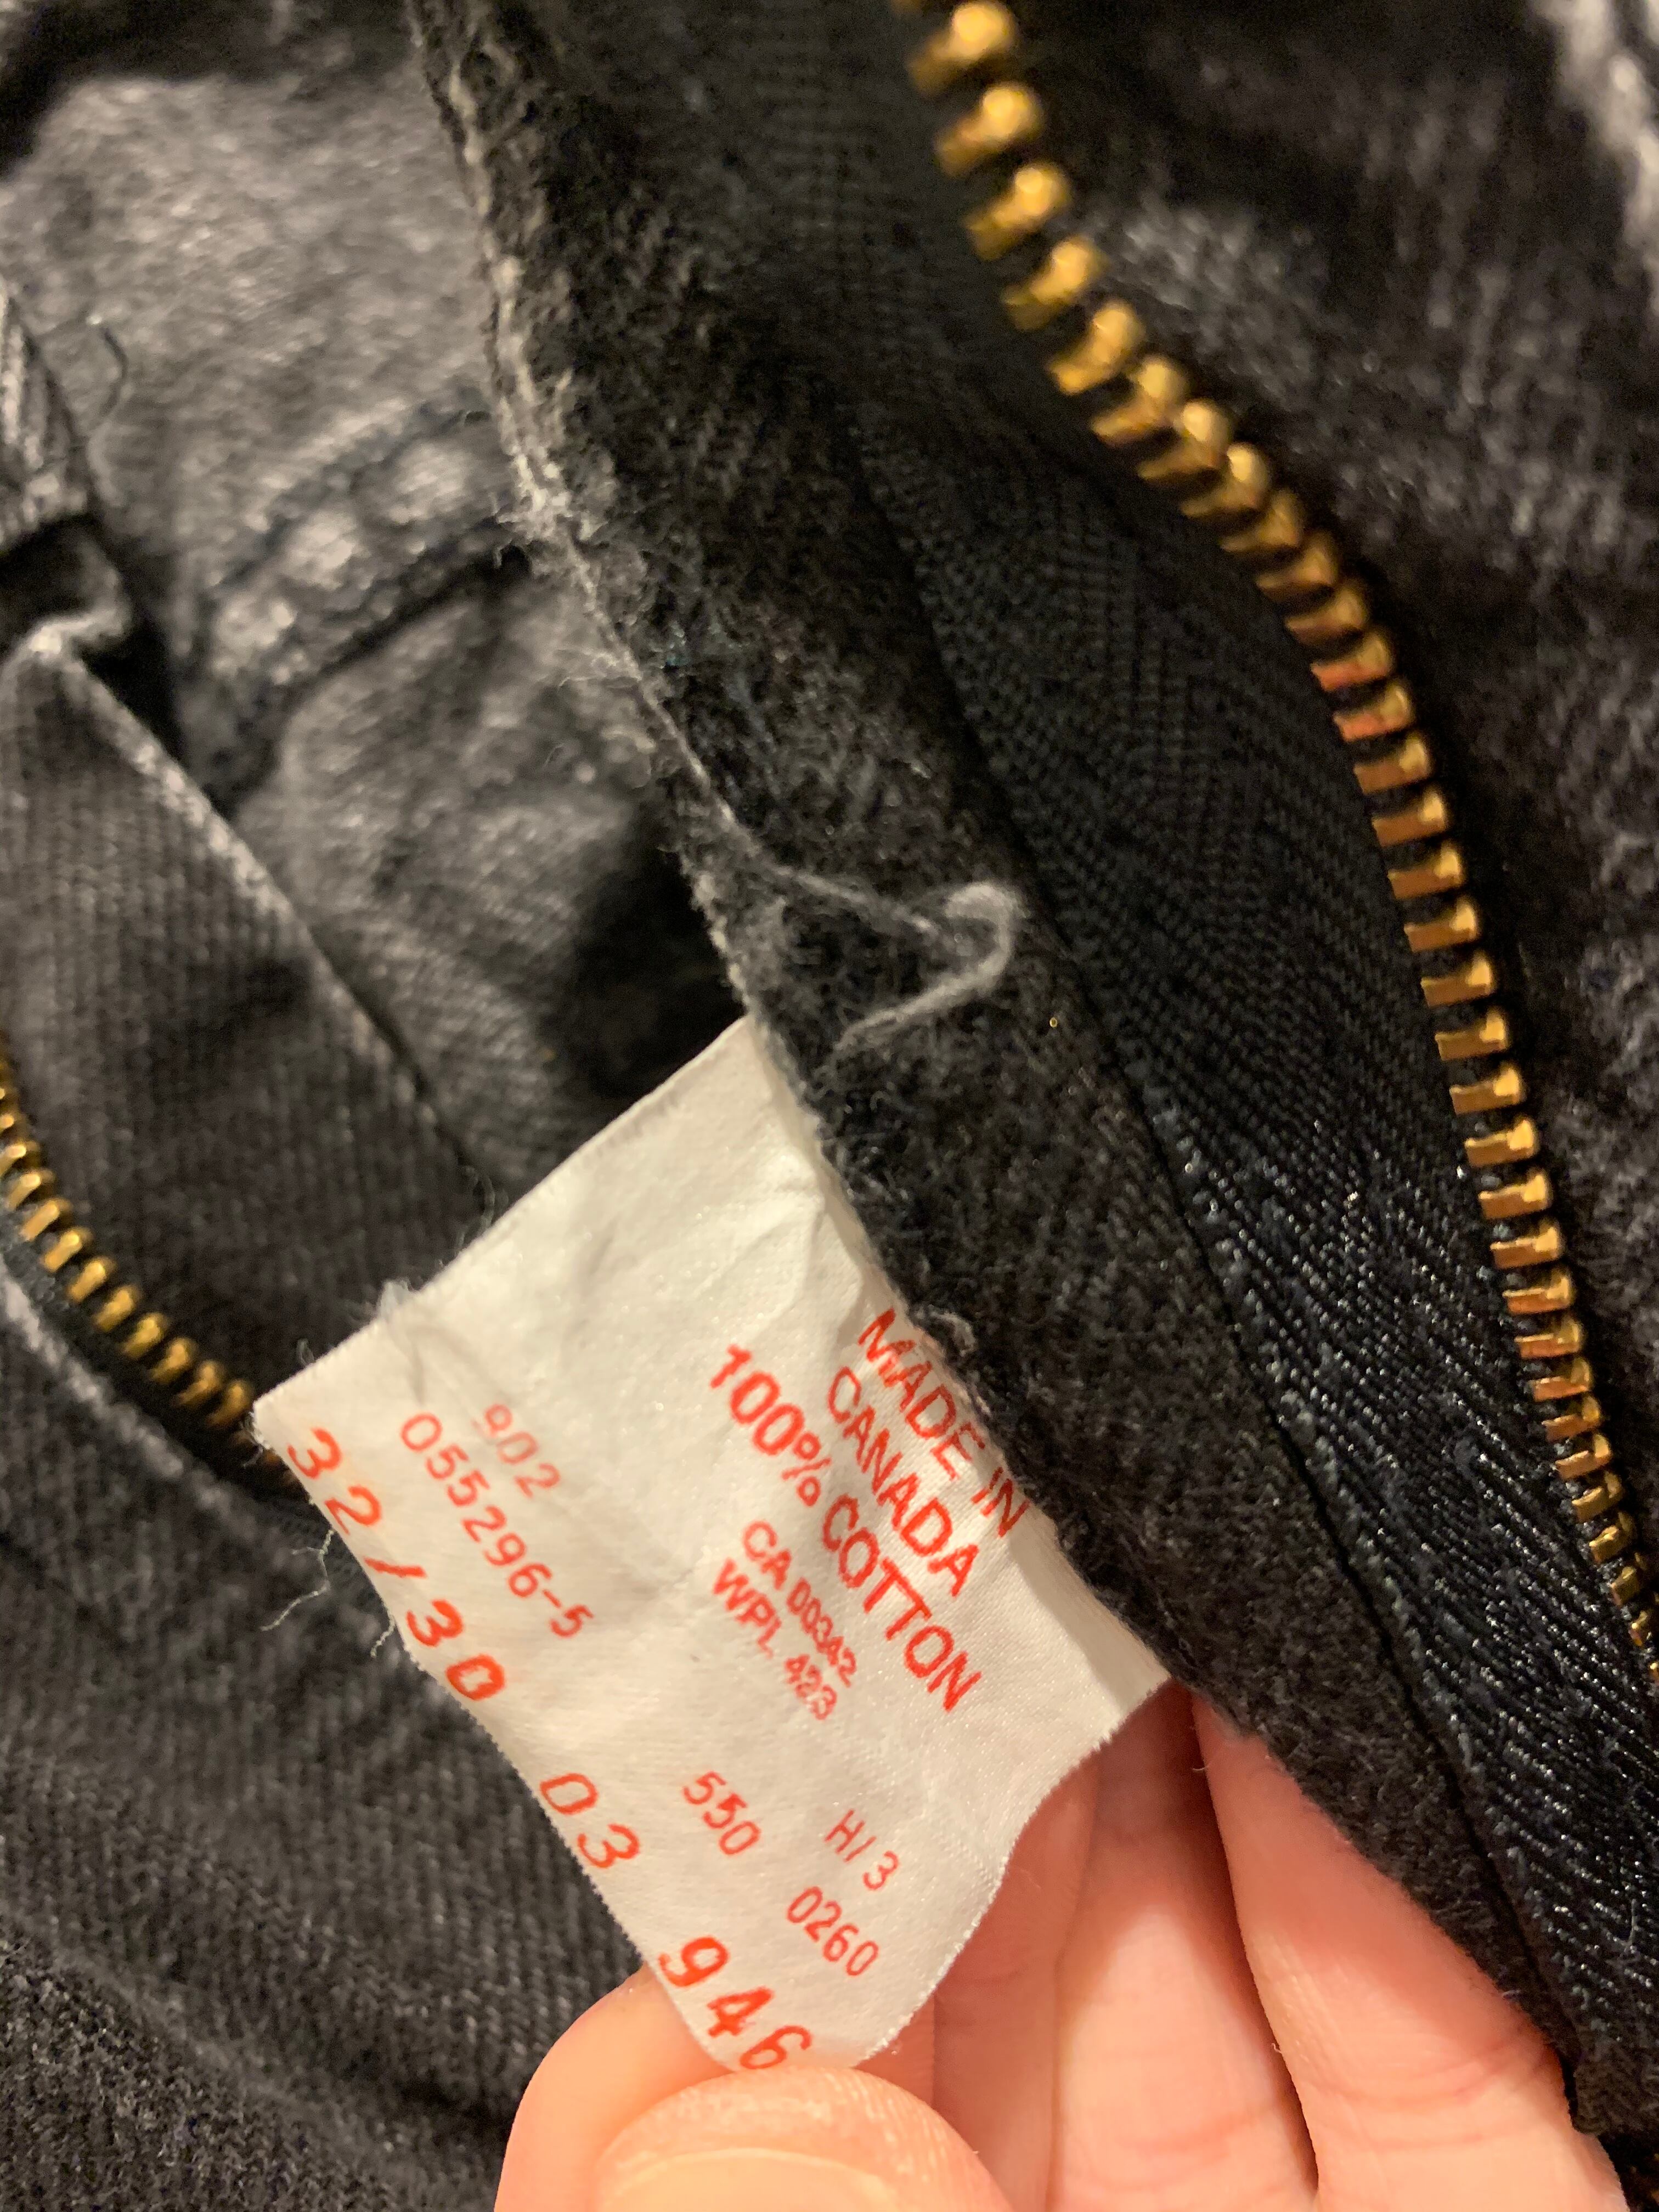 MADE IN
CANADA
100% COTTON
CA 00342
WPL 423
902
055296-5
32/30 03 946
550
H/3
0260